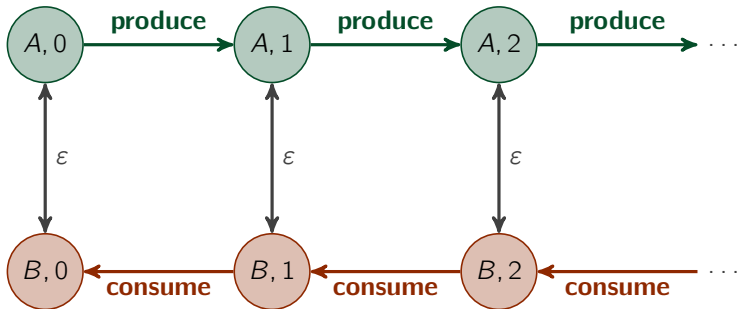 produce produce produce
A, 0 A, 1 A, 2 ···
ε ε ε
B, 0 B, 1 B, 2 ···
consume consume consume